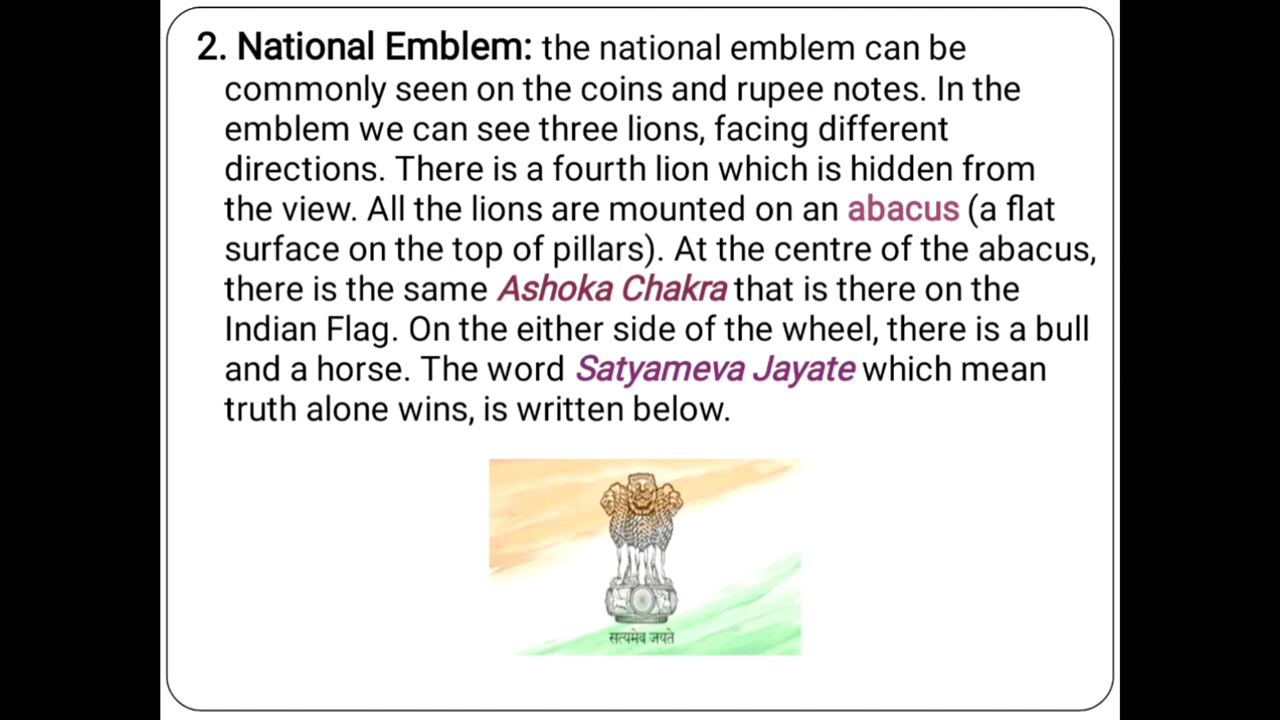 2. National Emblem: the national emblem can be
commonly seen on the coins and rupee notes. In the
emblem we can see three lions, facing different
directions. There is a fourth lion which is hidden from
the view. All the lions are mounted on an abacus (a flat
surface on the top of pillars). At the centre of the abacus,
there is the same Ashoka Chakra that is there on the
Indian Flag. On the either side of the wheel, there is a bull
and a horse. The word Satyameva Jayate which mean
truth alone wins, is written below.
सत्यमेव जयते